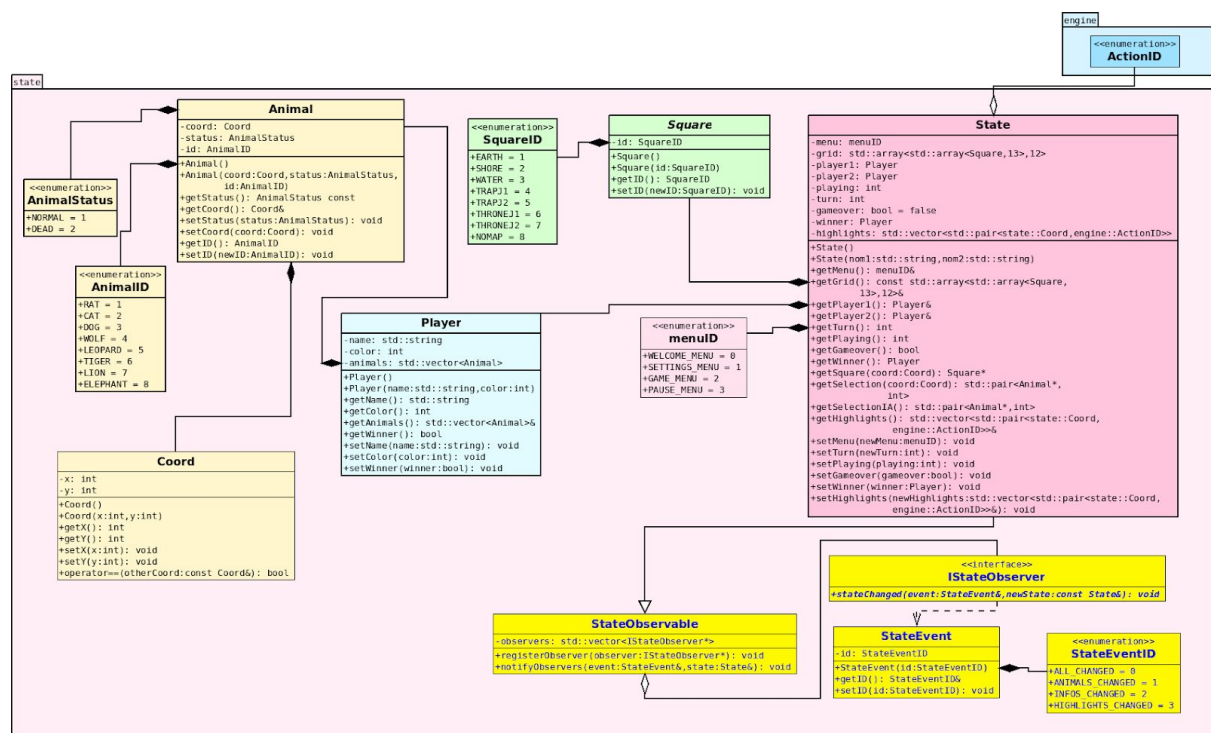 engine
<<enumeration>>
ActionID
state
Animal
-coord: Coord
-status: AnimalStatus
-id: AnimalID
+Animal()
+Animal(coord:Coord,status:AnimalStatus,
id:AnimalID)
+getStatus(): AnimalStatus const
+getCoord(): Coord&
+setStatus(status:AnimalStatus): void
+setCoord(coord:Coord): void
+getID(): AnimalID
+setID(newID:AnimalID): void
<<enumeration>>
AnimalStatus
+NORMAL = 1
+DEAD = 2
<<enumeration>>
AnimalID
+RAT = 1
+CAT = 2
+DOG = 3
+WOLF = 4
+LEOPARD = 5
+TIGER = 6
+LION = 7
+ELEPHANT = 8
<<enumeration>>
SquareID
+EARTH = 1
+SHORE = 2
+WATER = 3
+TRAPJ1 = 4
+TRAPJ2 = 5
+THRONEJ1 = 6
+THRONEJ2 = 7
+NOMAP = 8
Square
-id: SquareID
+Square()
+Square(id:SquareID)
+getID(): SquareID
+setID(newID:SquareID): void
State
-menu: menuID
-grid: std::array<std::array<Square,13>,12>
-player1: Player
-player2: Player
-playing: int
-turn: int
-gameover: bool = false
-winner: Player
-highlights: std::vector<std::pair<state::Coord,engine::ActionID>>
+State()
+State(nom1:std::string,nom2:std::string)
+getMenu(): menuID&
+getGrid(): const std::array<std::array<Square,
13>,12>&
+getPlayer1(): Player&
+getPlayer2(): Player&
+getTurn(): int
+getPlaying(): int
+getGameover(): bool
+getWinner(): Player
+getSquare(coord:Coord): Square*
+getSelection(coord:Coord): std::pair<Animal*,
int>
+getSelectionIA(): std::pair<Animal*,int>
+getHighlights(): std::vector<std::pair<state::Coord,
engine::ActionID>>&
+setMenu(newMenu:menuID): void
+setTurn(newTurn:int): void
+setPlaying(playing:int): void
+setGameover(gameover:bool): void
+setWinner(winner:Player): void
+setHighlights(newHighlights:std::vector<std::pair<state::Coord,
engine::ActionID>>&): void
Player
-name: std::string
-color: int
-animals: std::vector<Animal>
+Player()
+Player(name:std::string,color:int)
+getName(): std::string
+getColor(): int
+getAnimals(): std::vector<Animal>&
+getWinner(): bool
+setName(name:std::string): void
+setColor(color:int): void
+setWinner(winner:bool): void
<<enumeration>>
menuID
+WELCOME_MENU = 0
+SETTINGS_MENU = 1
+GAME_MENU = 2
+PAUSE_MENU = 3
Coord
-x: int
-y: int
+Coord()
+Coord(x:int,y:int)
+getX(): int
+getY(): int
+setX(x:int): void
+setY(y:int): void
+operator==(otherCoord:const Coord&): bool
<<interface>>
IStateObserver
+stateChanged(event:StateEvent&,newState:const State&): void
StateObservable
-observers: std::vector<IStateObserver*>
+registerObserver(observer:IStateObserver*): void
+notifyObservers(event:StateEvent&,state:State&): void
StateEvent
-id: StateEventID
+StateEvent(id:StateEventID)
+getID(): StateEventID&
+setID(id:StateEventID): void
<<enumeration>>
StateEventID
+ALL_CHANGED = 0
+ANIMALS_CHANGED = 1
+INFOS_CHANGED = 2
+HIGHLIGHTS_CHANGED = 3